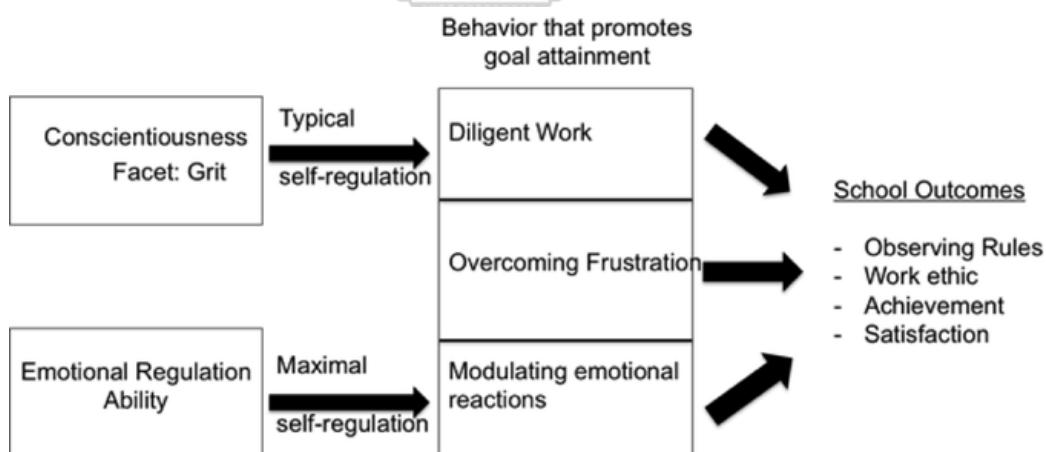 Behavior that promotes
goal attainment
Conscientiousness
Facet: Grit
Typical
self-regulation
Diligent Work
Overcoming Frustration
Emotional Regulation
Ability
Maximal
self-regulation
Modulating emotional
reactions
School Outcomes
- Observing Rules
- Work ethic
- Achievement
- Satisfaction